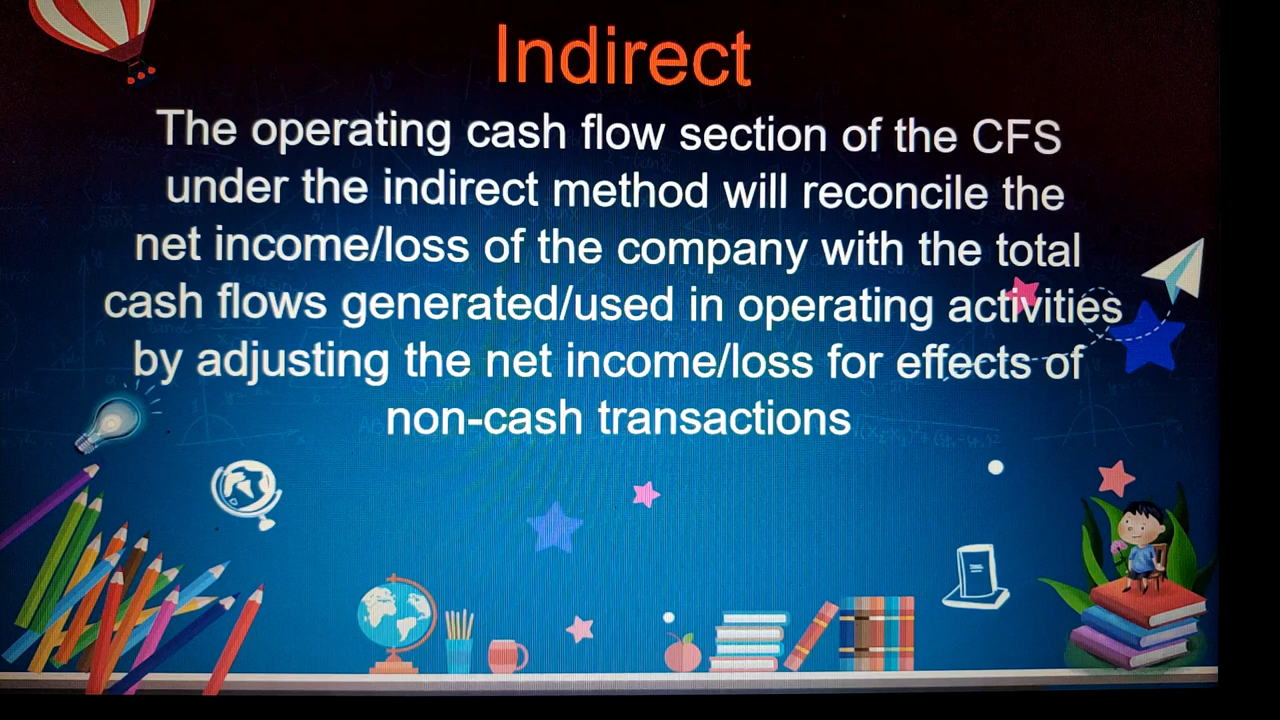 Indirect
The operating cash flow section of the CFS
under the indirect method will reconcile the
net income/loss of the company with the total
cash flows generated/used in operating activities
by adjusting the net income/loss for effects of
non-cash transactions